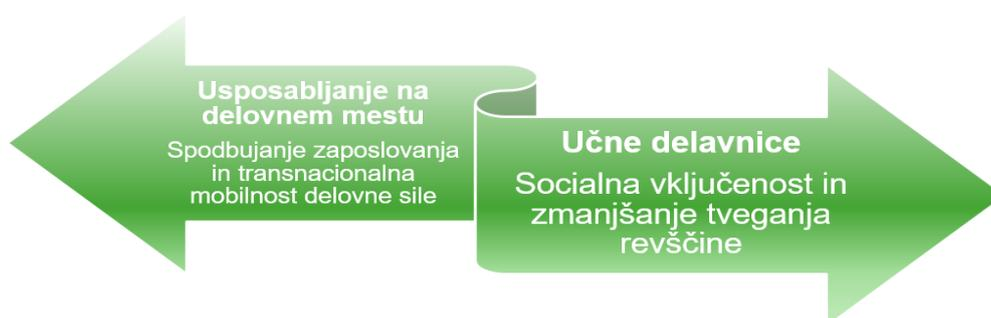 Usposabljanje na
delovnem mestu
Spodbujanje zaposlovanja
in transnacionalna
mobilnost delovne sile
Učne delavnice
Socialna vključenost in
zmanjšanje tveganja
revščine